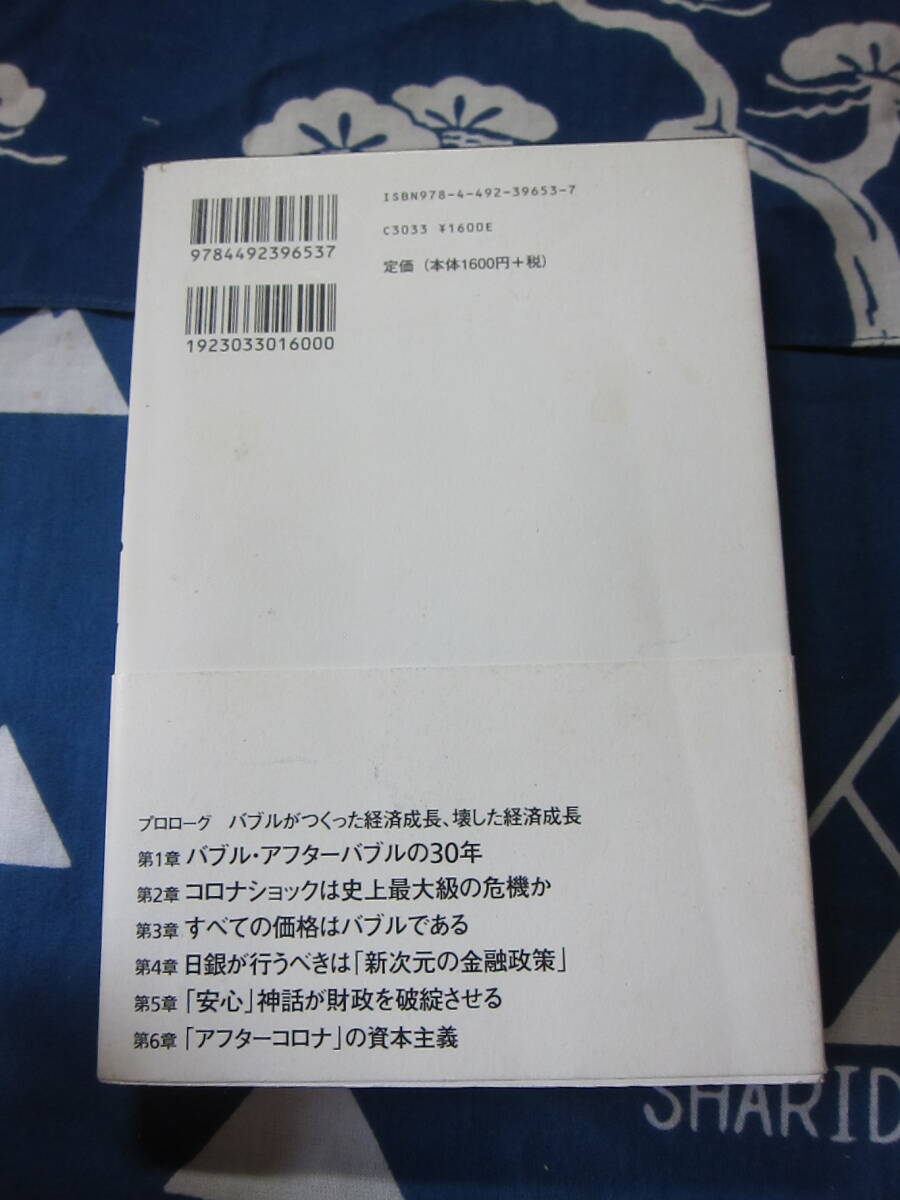 ISBN978-4-492-39653-7
C3033 ¥1600E
定価（本体1600円＋税）
9784492396537
1923033016000
プロローグ　バブルがつくった経済成長、壊した経済成長
第1章 バブル・アフターバブルの30年
第2章 コロナショックは史上最大級の危機か
第3章 すべての価格はバブルである
第4章 日銀が行うべきは「新次元の金融政策」
第5章 「安心」神話が財政を破綻させる
第6章 「アフターコロナ」の資本主義
SHARID